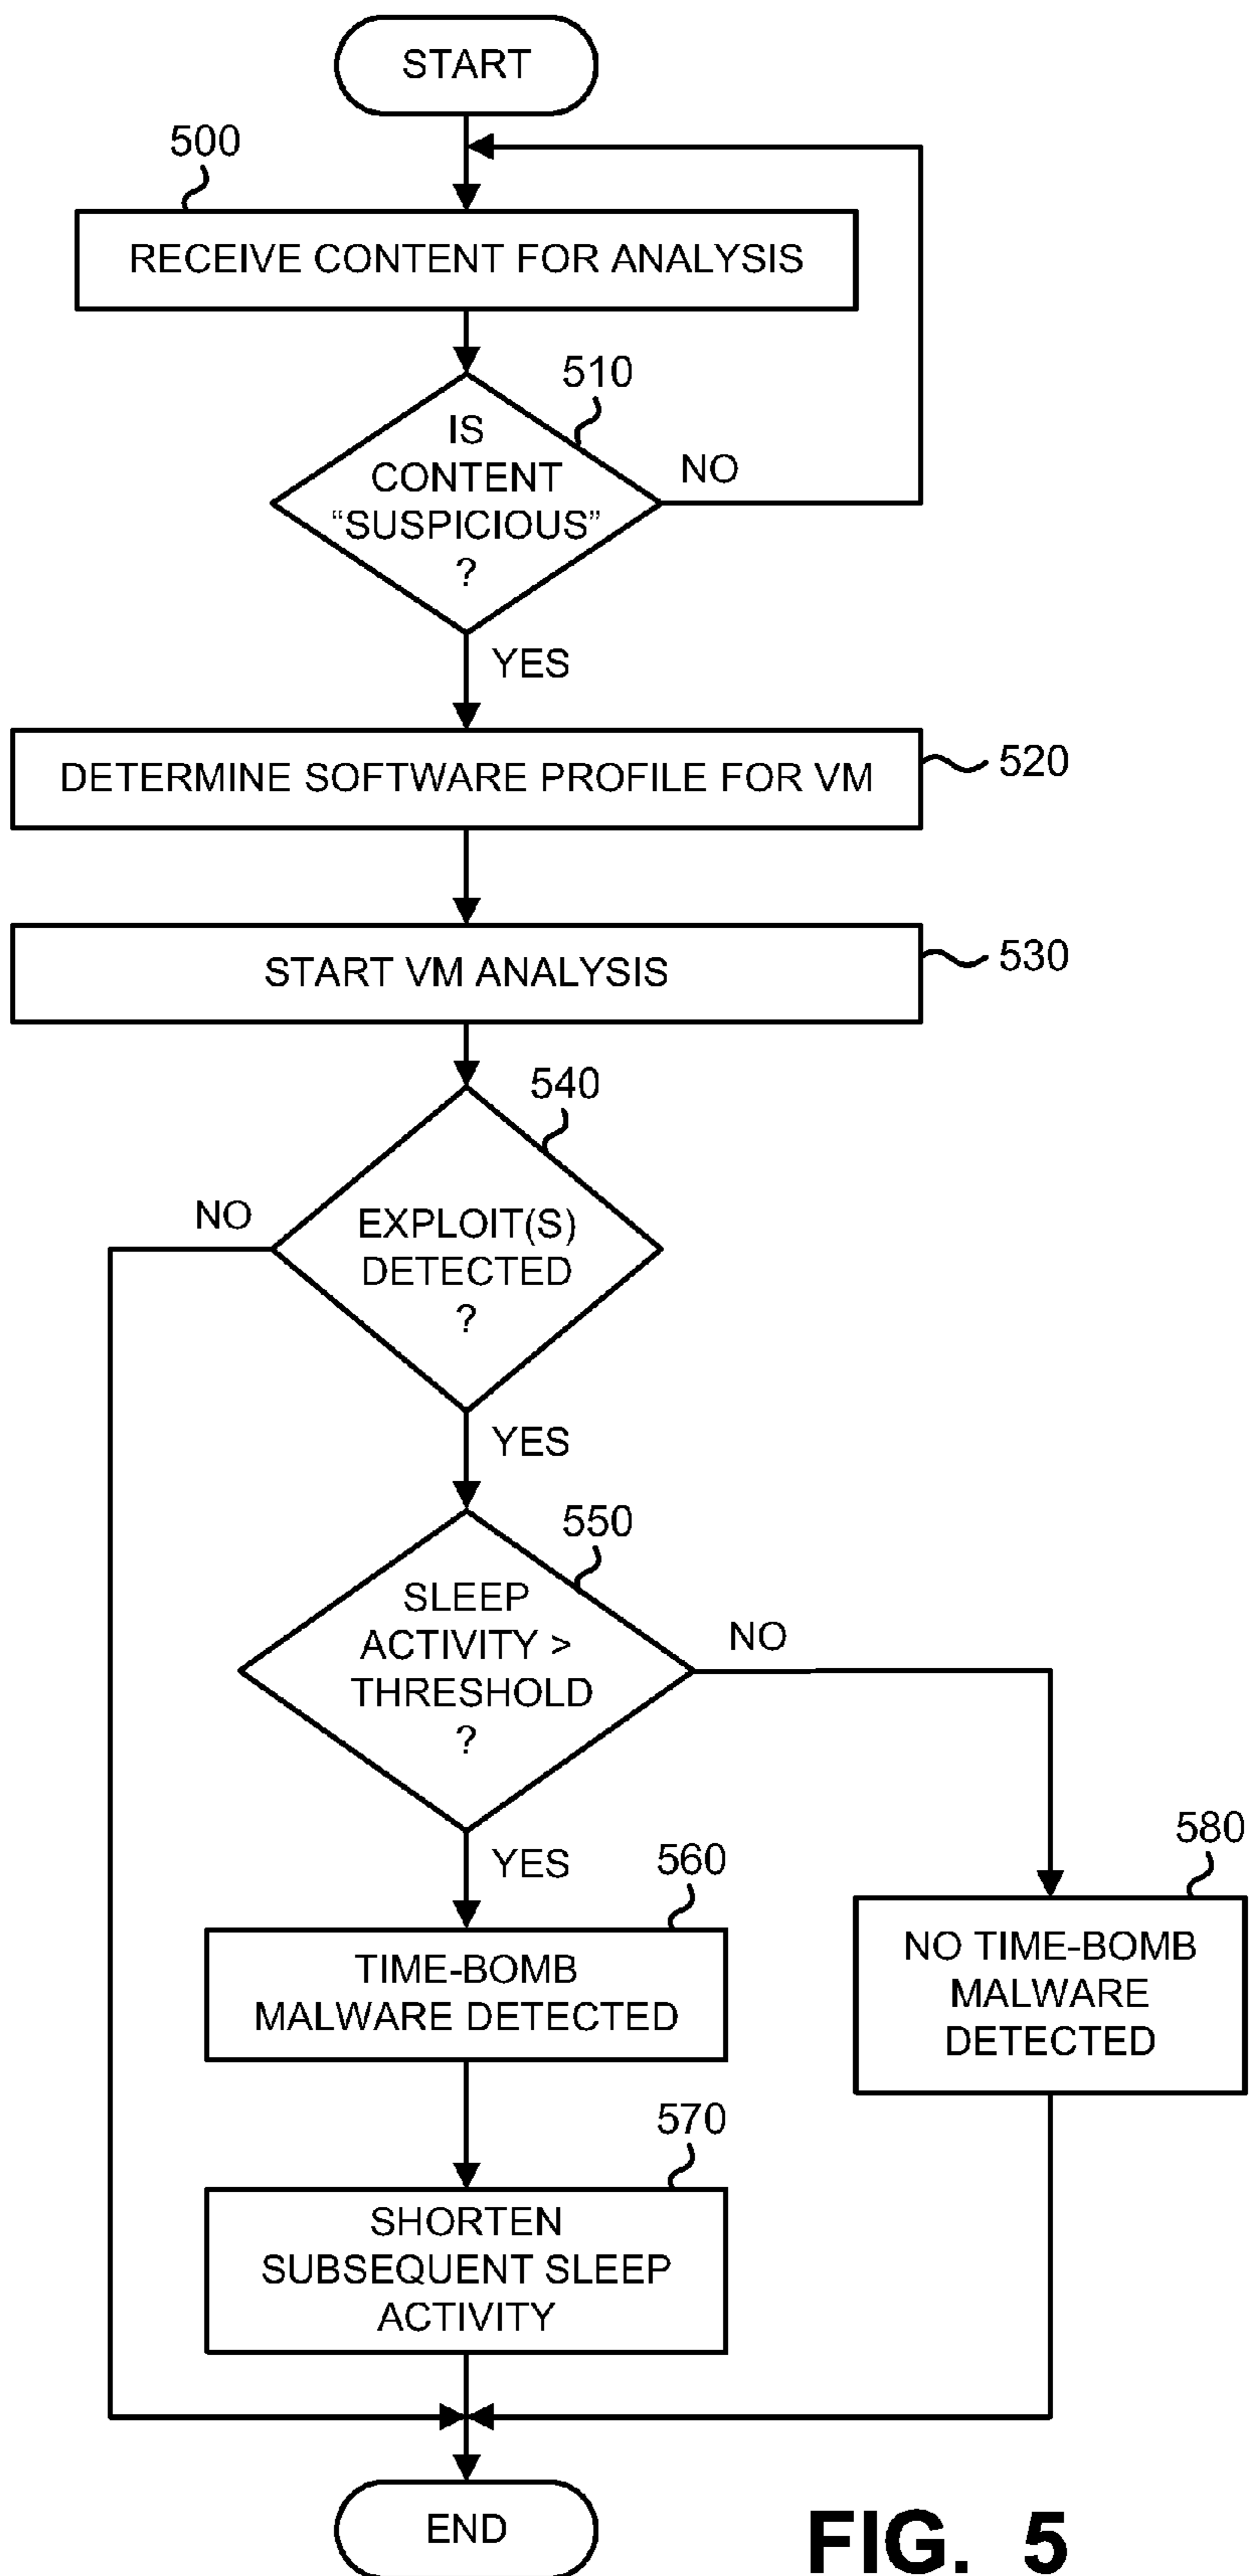 START
500
RECEIVE CONTENT FOR ANALYSIS
510
IS
CONTENT
“SUSPICIOUS”
?
NO
YES
DETERMINE SOFTWARE PROFILE FOR VM
520
START VM ANALYSIS
530
540
NO
EXPLOIT(S)
DETECTED
?
YES
550
SLEEP
ACTIVITY >
THRESHOLD
?
NO
YES
560
TIME-BOMB
MALWARE DETECTED
580
NO TIME-BOMB
MALWARE
DETECTED
570
SHORTEN
SUBSEQUENT SLEEP
ACTIVITY
END
FIG. 5